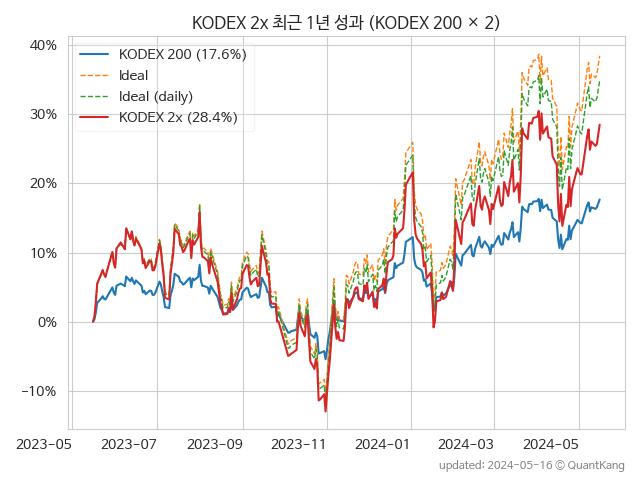 KODEX 2x 최근 1년 성과 (KODEX 200 × 2)
KODEX 200 (17.6%)
Ideal
Ideal (daily)
KODEX 2x (28.4%)
40%
30%
20%
10%
0%
−10%
2023-05
2023-07
2023-09
2023-11
2024-01
2024-03
2024-05
updated: 2024-05-16 © QuantKang